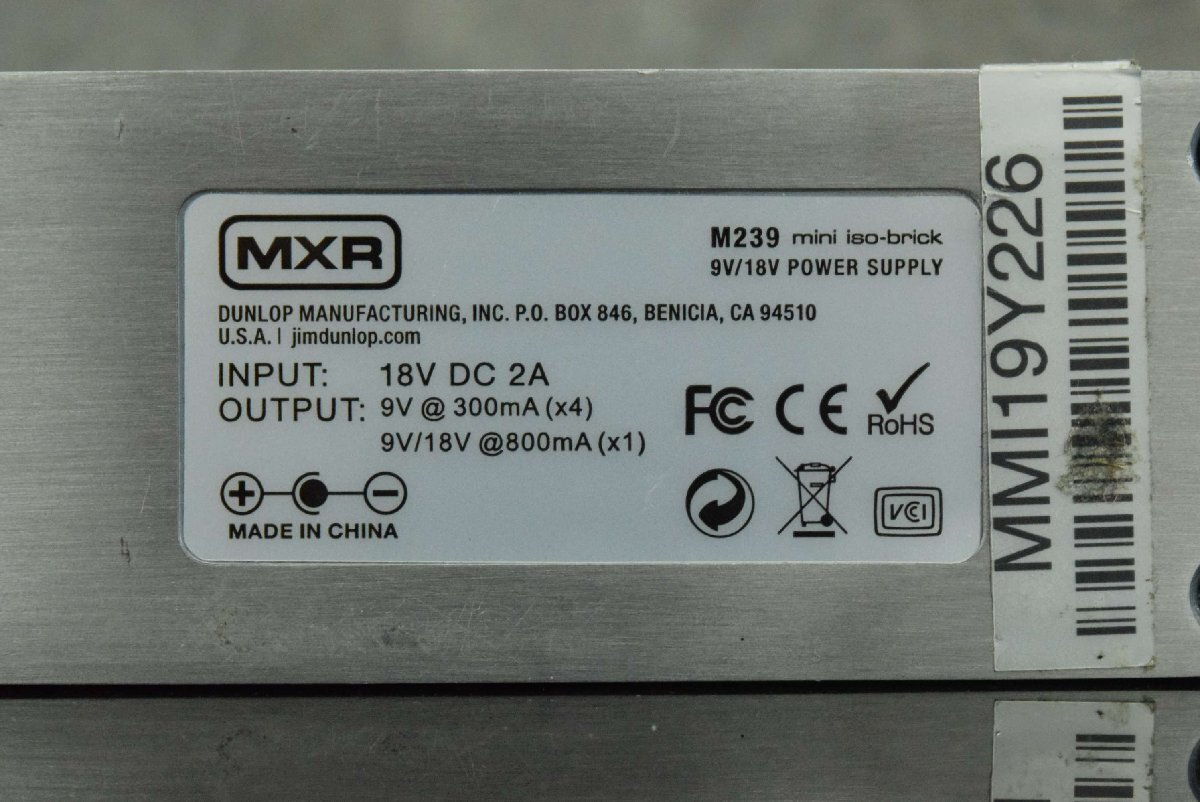 MXR
M239 mini iso-brick
9V/18V POWER SUPPLY
DUNLOP MANUFACTURING, INC. P.O. BOX 846, BENICIA, CA 94510
U.S.A. | jimdunlop.com
INPUT: 18V DC 2A
OUTPUT: 9V @ 300mA (x4)
9V/18V @800mA (x1)
FC CE RoHS
MADE IN CHINA
VCCI
MMI19Y226